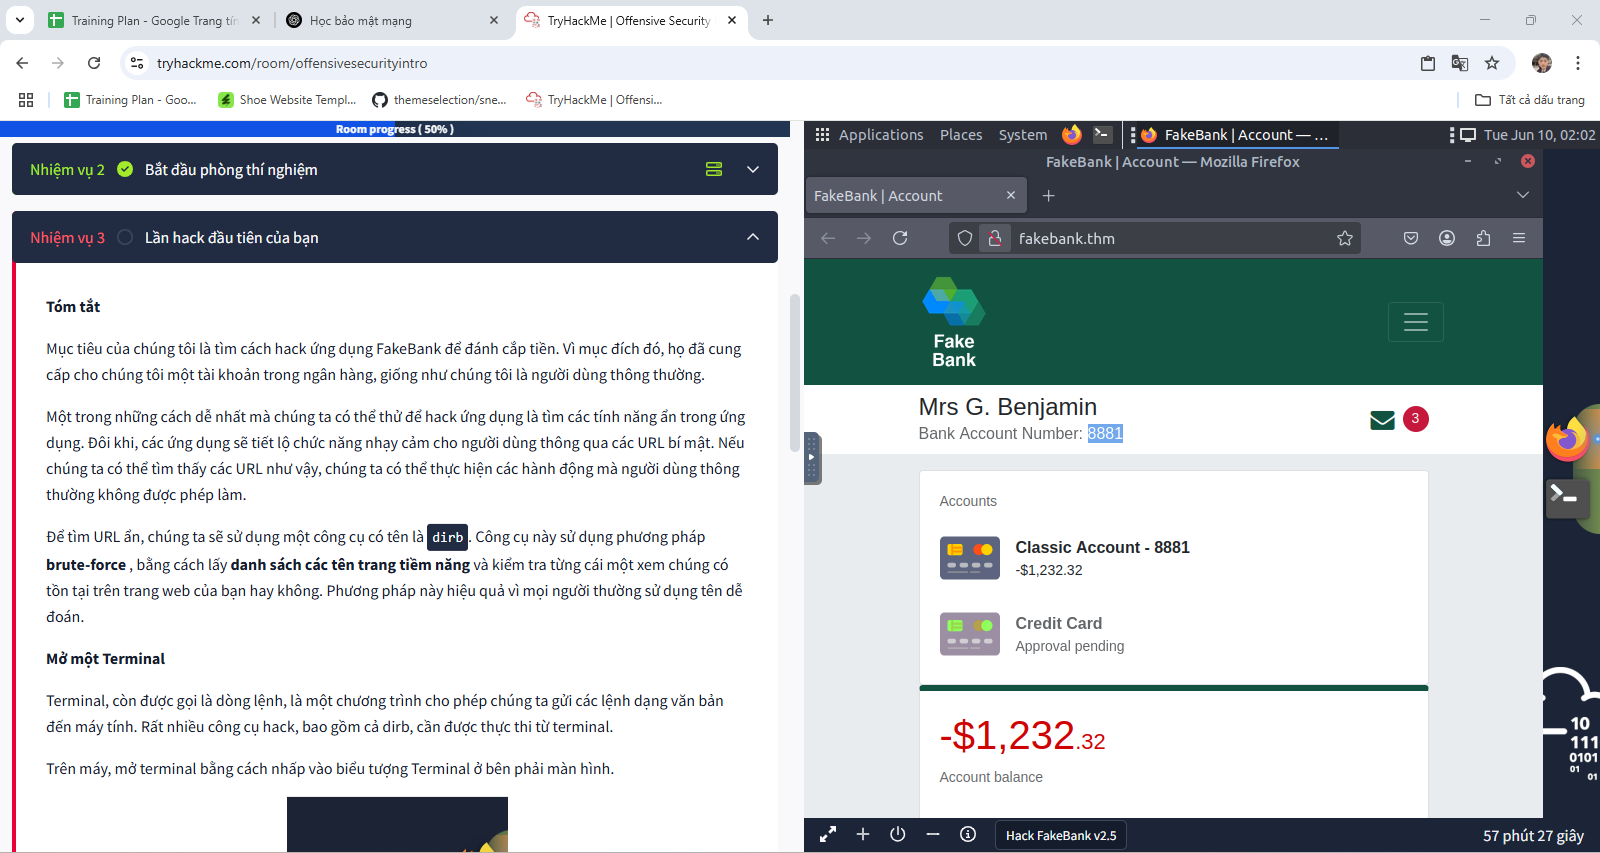 Training Plan - Google Trang tín
Học bảo mật mạng
TryHackMe | Offensive Security
tryhackme.com/room/offensivesecurityintro
Training Plan - Goo...
Shoe Website Templ...
themeselection/sne...
TryHackMe | Offensi...
Tất cả dấu trang
Room progress ( 50% )
Nhiệm vụ 2
Bắt đầu phòng thí nghiệm
Nhiệm vụ 3
Lần hack đầu tiên của bạn
Tóm tắt
Mục tiêu của chúng tôi là tìm cách hack ứng dụng FakeBank để đánh cắp tiền. Vì mục đích đó, họ đã cung
cấp cho chúng tôi một tài khoản trong ngân hàng, giống như chúng tôi là người dùng thông thường.
Một trong những cách dễ nhất mà chúng ta có thể thử để hack ứng dụng là tìm các tính năng ẩn trong ứng
dụng. Đôi khi, các ứng dụng sẽ tiết lộ chức năng nhạy cảm cho người dùng thông qua các URL bí mật. Nếu
chúng ta có thể tìm thấy các URL như vậy, chúng ta có thể thực hiện các hành động mà người dùng thông
thường không được phép làm.
Để tìm URL ẩn, chúng ta sẽ sử dụng một công cụ có tên là dirb . Công cụ này sử dụng phương pháp
brute-force , bằng cách lấy danh sách các tên trang tiềm năng và kiểm tra từng cái một xem chúng có
tồn tại trên trang web của bạn hay không. Phương pháp này hiệu quả vì mọi người thường sử dụng tên dễ
đoán.
Mở một Terminal
Terminal, còn được gọi là dòng lệnh, là một chương trình cho phép chúng ta gửi các lệnh dạng văn bản
đến máy tính. Rất nhiều công cụ hack, bao gồm cả dirb, cần được thực thi từ terminal.
Trên máy, mở terminal bằng cách nhấp vào biểu tượng Terminal ở bên phải màn hình.
Applications
Places
System
FakeBank | Account — ...
Tue Jun 10, 02:02
FakeBank | Account — Mozilla Firefox
FakeBank | Account
fakebank.thm
Fake
Bank
Mrs G. Benjamin
Bank Account Number: 8881
3
Accounts
Classic Account - 8881
-$1,232.32
Credit Card
Approval pending
-$1,232.32
Account balance
10
111
0101
01
01
Hack FakeBank v2.5
57 phút 27 giây